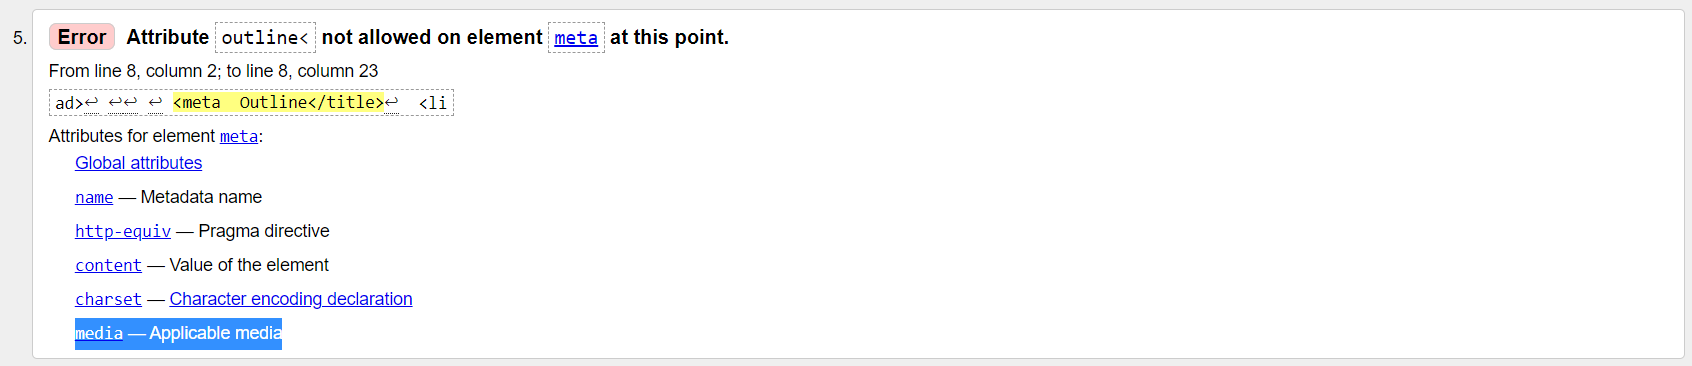 5. Error Attribute outline< not allowed on element meta at this point.
From line 8, column 2; to line 8, column 23
ad>↩ ↩↩ ↩ <meta  Outline</title>↩  <li
Attributes for element meta:
Global attributes
name — Metadata name
http-equiv — Pragma directive
content — Value of the element
charset — Character encoding declaration
media — Applicable media